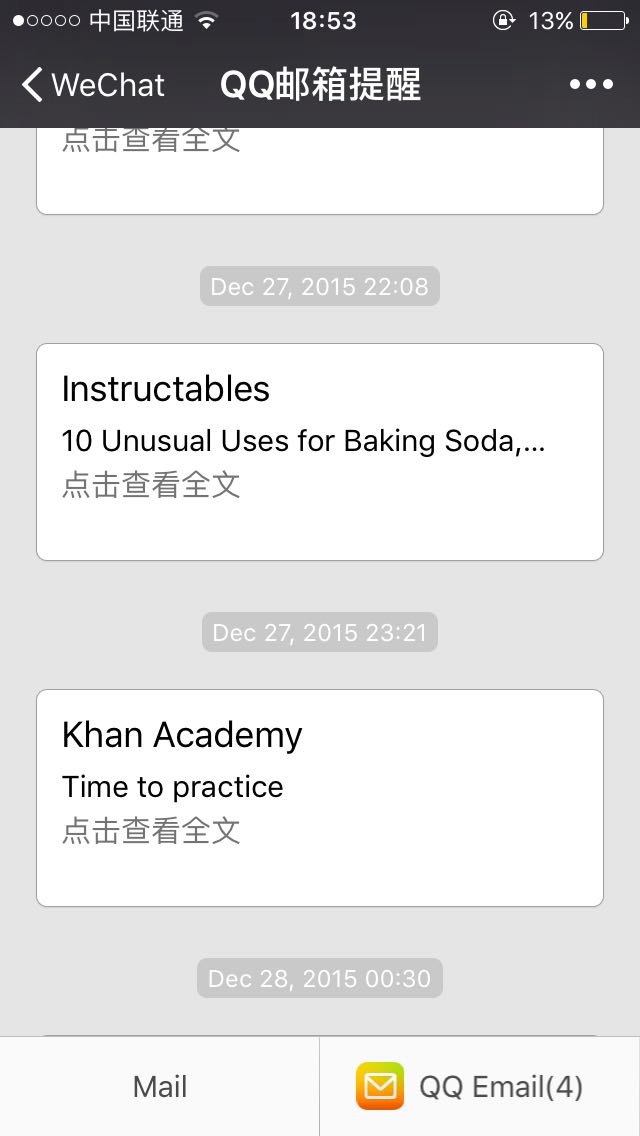 中国联通 18:53 13%
WeChat QQ邮箱提醒
点击查看全文
Dec 27, 2015 22:08
Instructables
10 Unusual Uses for Baking Soda,...
点击查看全文
Dec 27, 2015 23:21
Khan Academy
Time to practice
点击查看全文
Dec 28, 2015 00:30
Mail QQ Email(4)